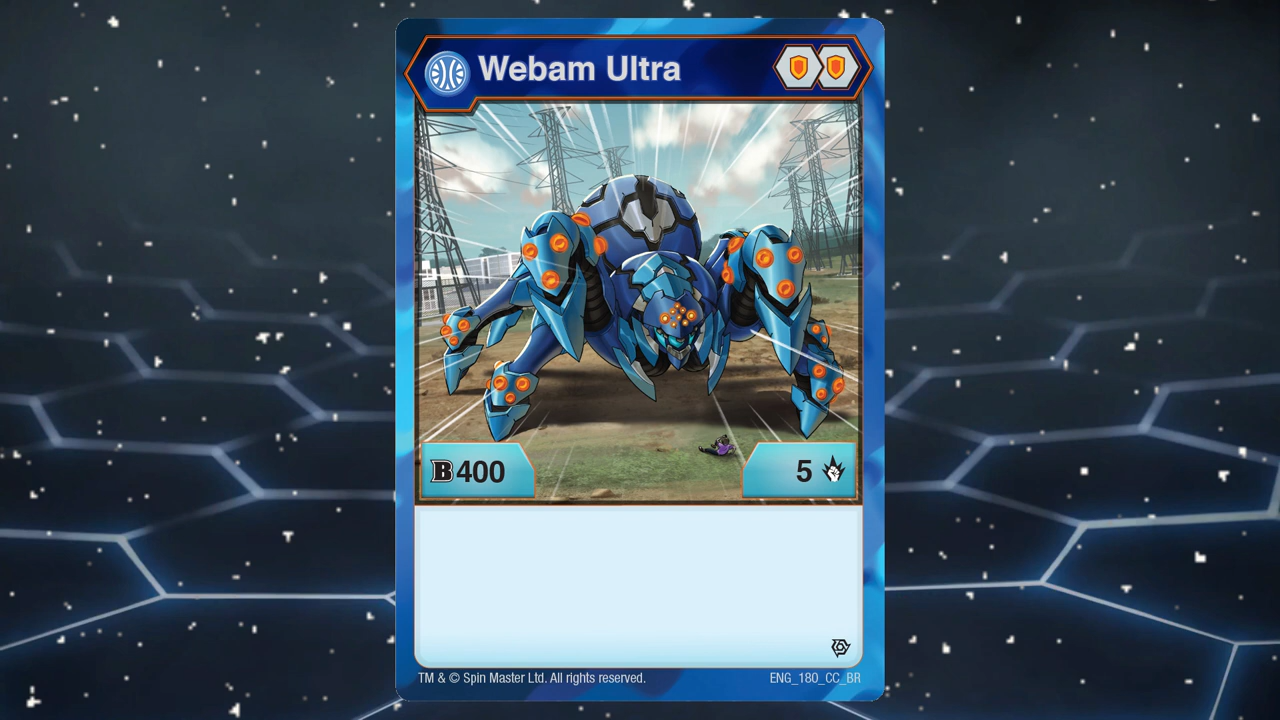 Webam Ultra
B400
5
TM & © Spin Master Ltd. All rights reserved.
ENG_180_CC_BR